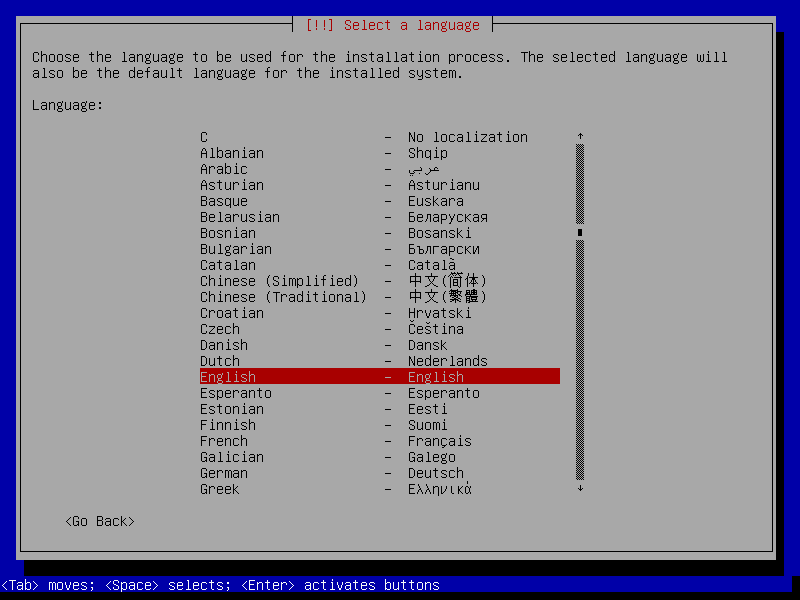 [!!] Select a language
Choose the language to be used for the installation process. The selected language will
also be the default language for the installed system.
Language:
C - No localization
Albanian - Shqip
Arabic - عربي
Asturian - Asturianu
Basque - Euskara
Belarusian - Беларуская
Bosnian - Bosanski
Bulgarian - Български
Catalan - Català
Chinese (Simplified) - 中文(简体)
Chinese (Traditional) - 中文(繁體)
Croatian - Hrvatski
Czech - Čeština
Danish - Dansk
Dutch - Nederlands
English - English
Esperanto - Esperanto
Estonian - Eesti
Finnish - Suomi
French - Français
Galician - Galego
German - Deutsch
Greek - Ελληνικά
<Go Back>
<Tab> moves; <Space> selects; <Enter> activates buttons